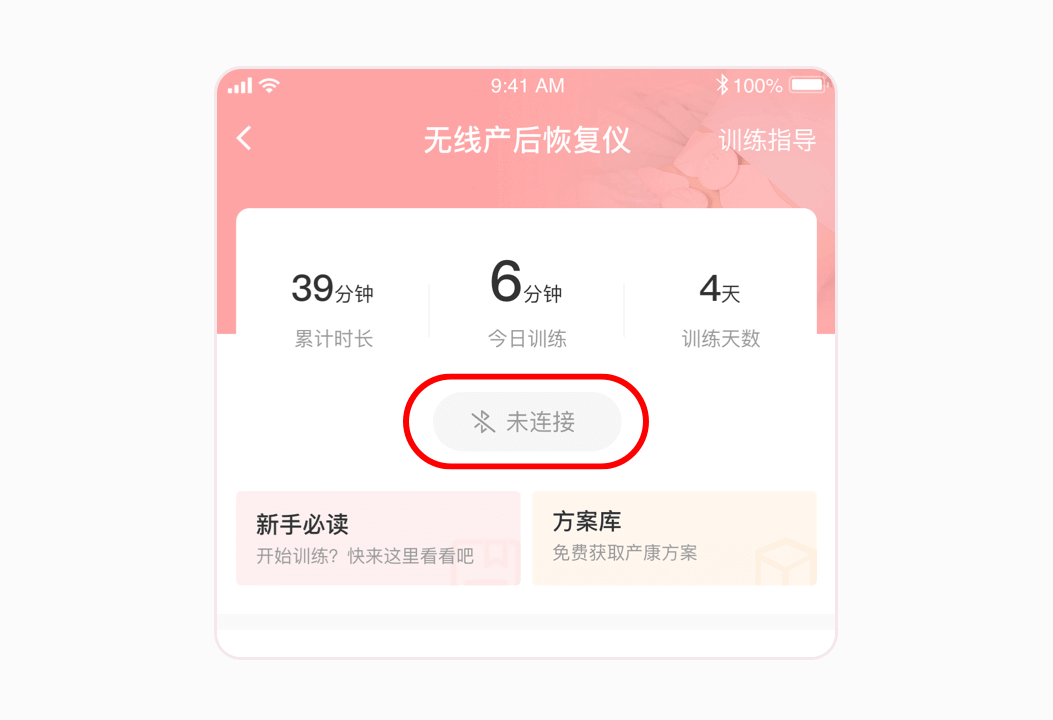 9:41 AM
100%
无线产后恢复仪
训练指导
39分钟
6分钟
4天
累计时长
今日训练
训练天数
未连接
新手必读
方案库
开始训练？快来这里看看吧
免费获取产康方案